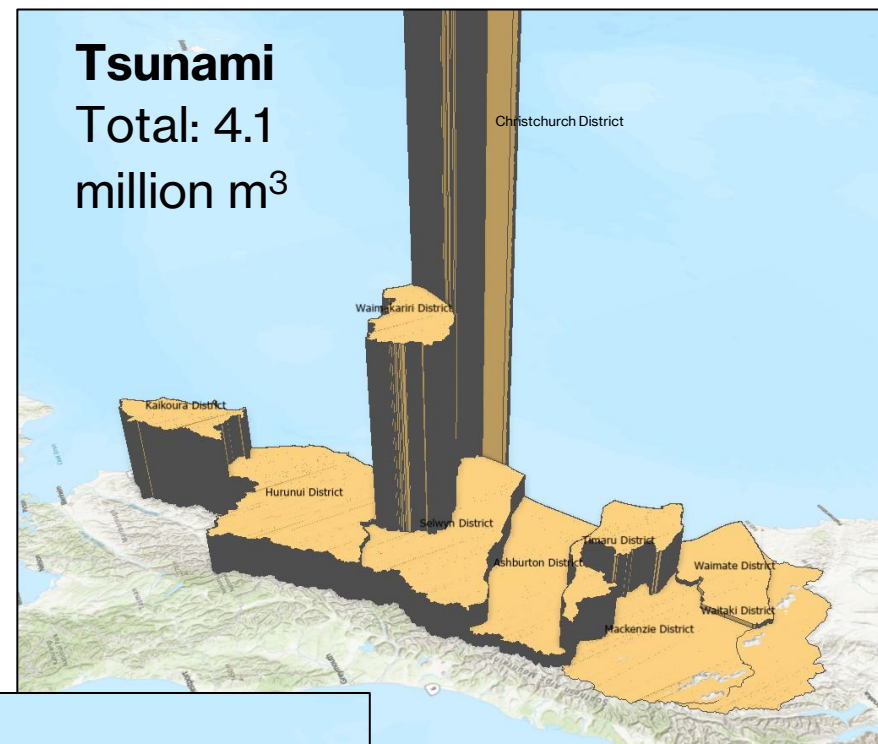 Tsunami
Total: 4.1
million m³
Christchurch District
Waimakariri District
Kaikoura District
Hurunui District
Selwyn District
Ashburton District
Timaru District
Waimate District
Waitaki District
Mackenzie District